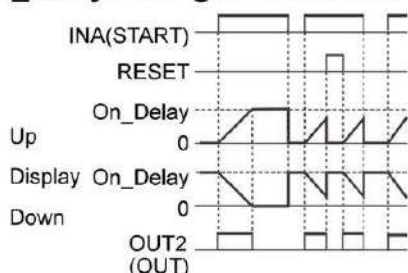 INA(START)
RESET
On_Delay
Up
0
Display On_Delay
0
Down
OUT2
(OUT)